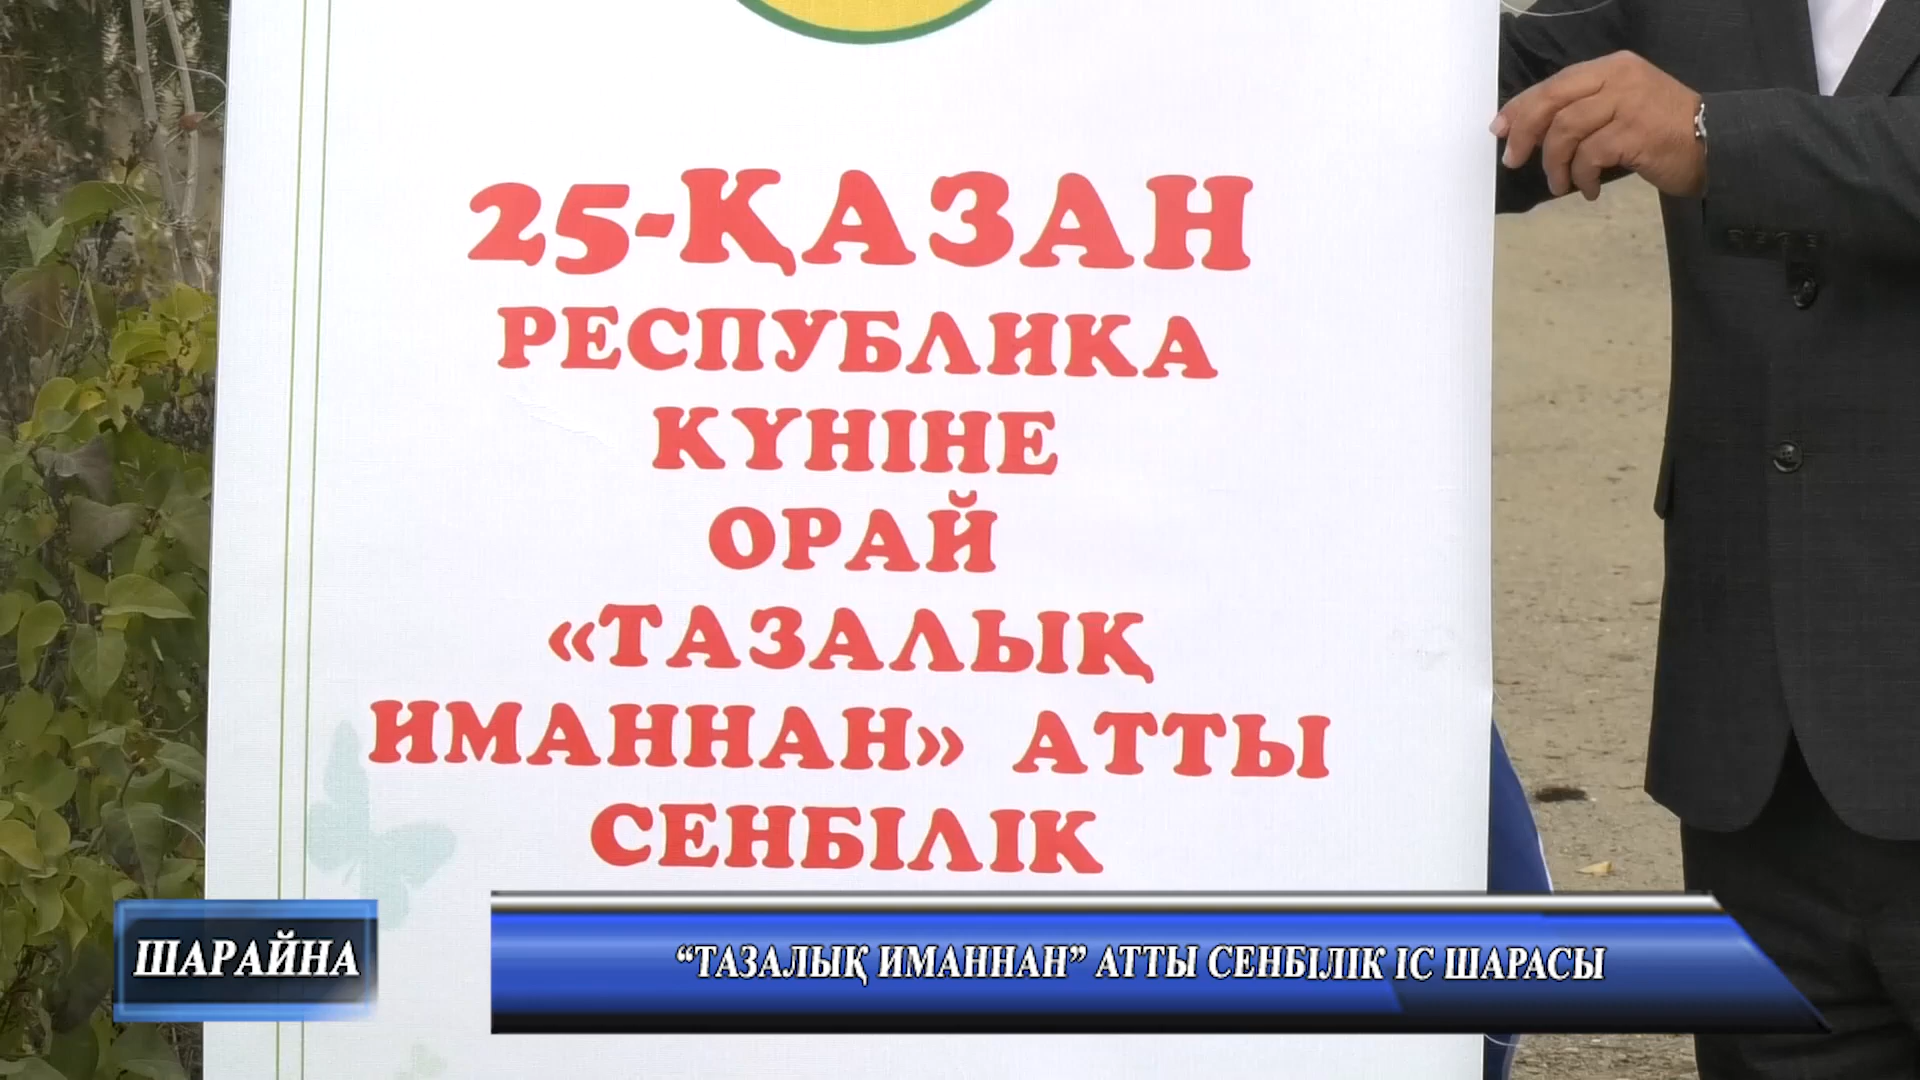 25-ҚАЗАН
РЕСПУБЛИКА
КҮНІНЕ
ОРАЙ
«ТАЗАЛЫҚ
ИМАННАН» АТТЫ
СЕНБІЛІК
ШАРАЙНА
“ТАЗАЛЫҚ ИМАННАН” АТТЫ СЕНБІЛІК ІС ШАРАСЫ